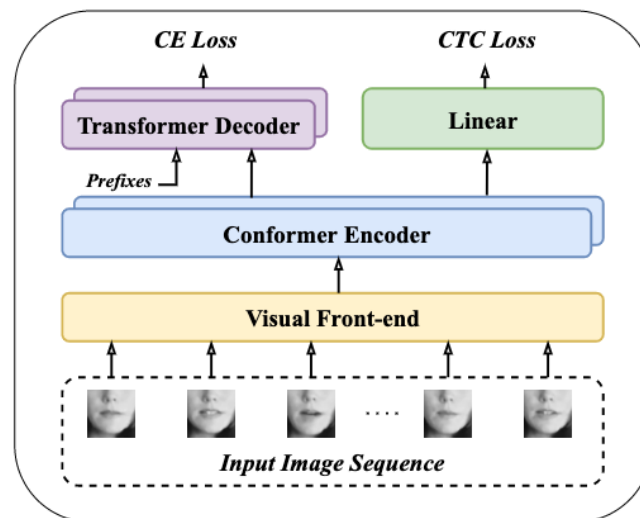 CE Loss
CTC Loss
Transformer Decoder
Linear
Prefixes
Conformer Encoder
Visual Front-end
....
Input Image Sequence